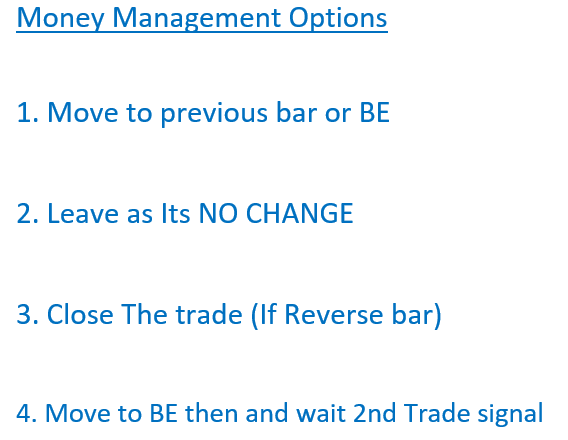 Money Management Options
1. Move to previous bar or BE
2. Leave as Its NO CHANGE
3. Close The trade (If Reverse bar)
4. Move to BE then and wait 2nd Trade signal